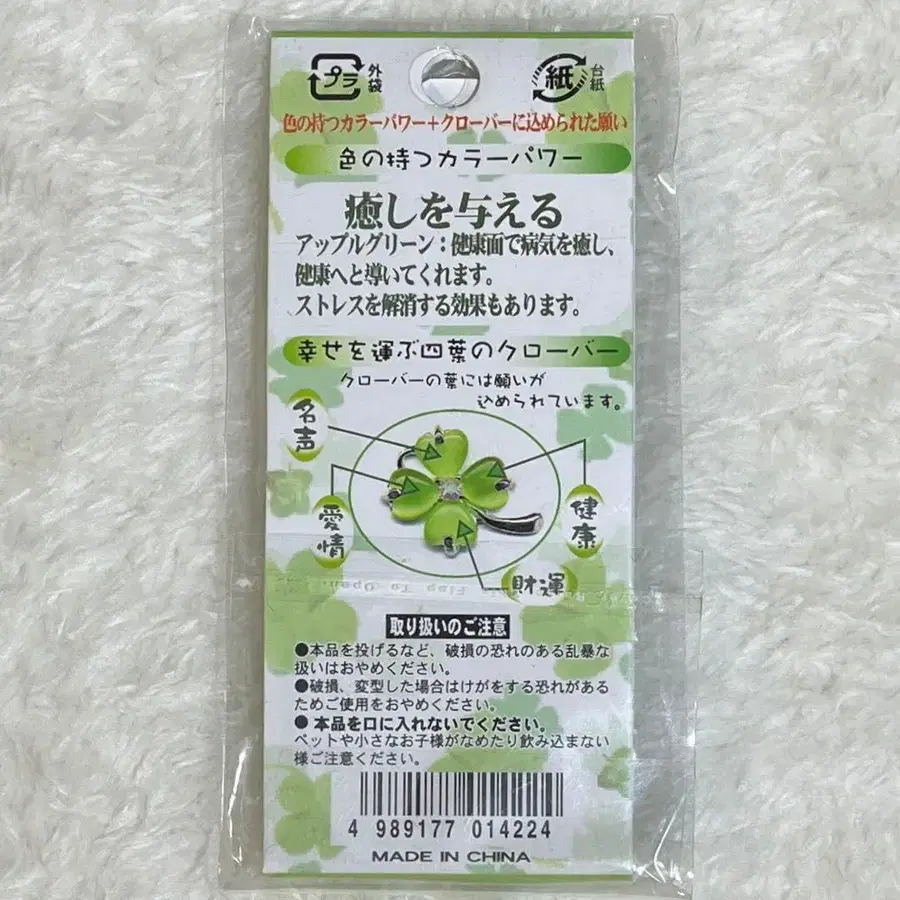 プラ 外袋
紙 台紙
色の持つカラーパワー+クローバーに込められた願い
色の持つカラーパワー
癒しを与える
アップルグリーン:健康面で病気を癒し、
健康へと導いてくれます。
ストレスを解消する効果もあります。
幸せを運ぶ四葉のクローバー
クローバーの葉には願いが
込められています。
名声
愛情
健康
財運
取り扱いのご注意
●本品を投げるなど、破損の恐れのある乱暴な
扱いはおやめください。
●破損、変型した場合はけがをする恐れがある
ためご使用をおやめください。
●本品を口に入れないでください。
ペットや小さなお子様がなめたり飲み込まない
様ご注意ください。
4 989177 014224
MADE IN CHINA